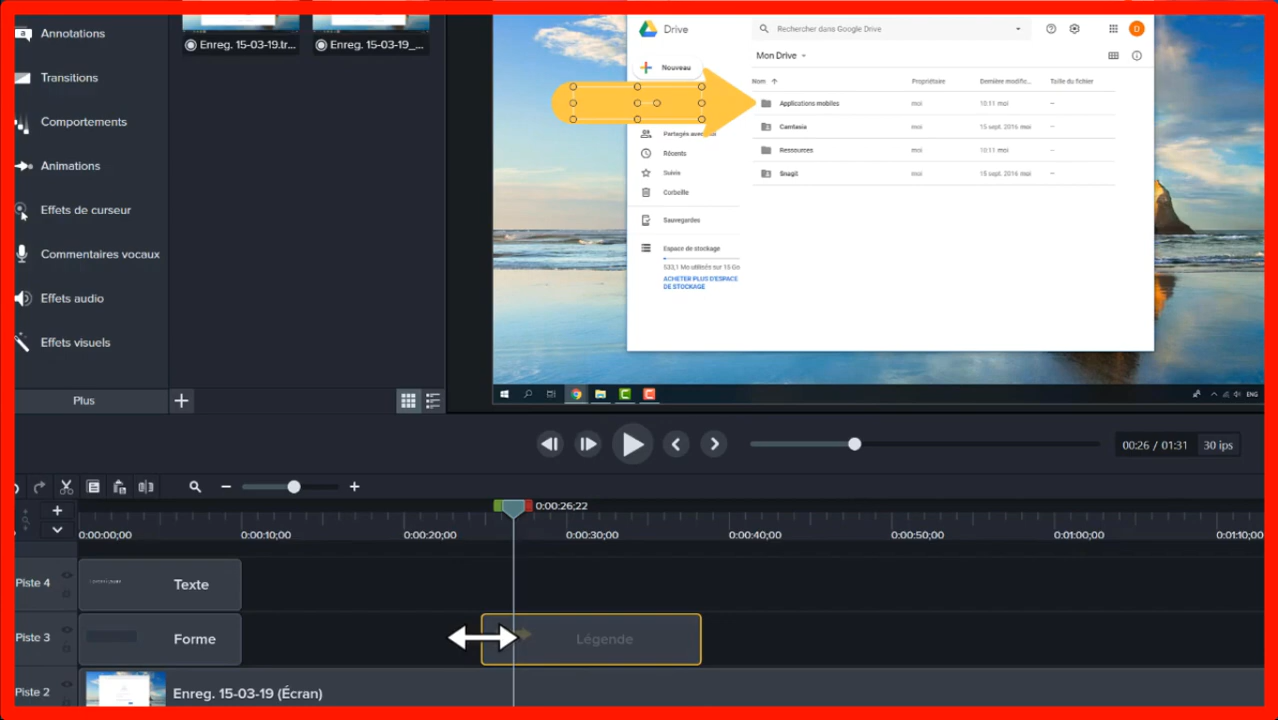 Annotations
Transitions
Comportements
Animations
Effets de curseur
Commentaires vocaux
Effets audio
Effets visuels
Plus
Enreg. 15-03-19.tr...
Enreg. 15-03-19_...
Drive
Rechercher dans Google Drive
D
Nouveau
Mon Drive
Nom
Propriétaire
Dernière modific...
Taille du fichier
Applications mobiles
moi
10:11 moi
–
Camtasia
moi
15 sept. 2016 moi
–
Ressources
moi
10:11 moi
–
Snagit
moi
15 sept. 2016 moi
–
Partagés avec
Récents
Suivis
Corbeille
Sauvegardes
Espace de stockage
533,1 Mo utilisés sur 15 Go
ACHETER PLUS D'ESPACE
DE STOCKAGE
ENG
00:26 / 01:31
30 ips
0:00:26;22
0:00:00;00
0:00:10;00
0:00:20;00
0:00:30;00
0:00:40;00
0:00:50;00
0:01:00;00
0:01:10;00
Piste 4
Texte
Piste 3
Forme
Légende
Piste 2
Enreg. 15-03-19 (Écran)